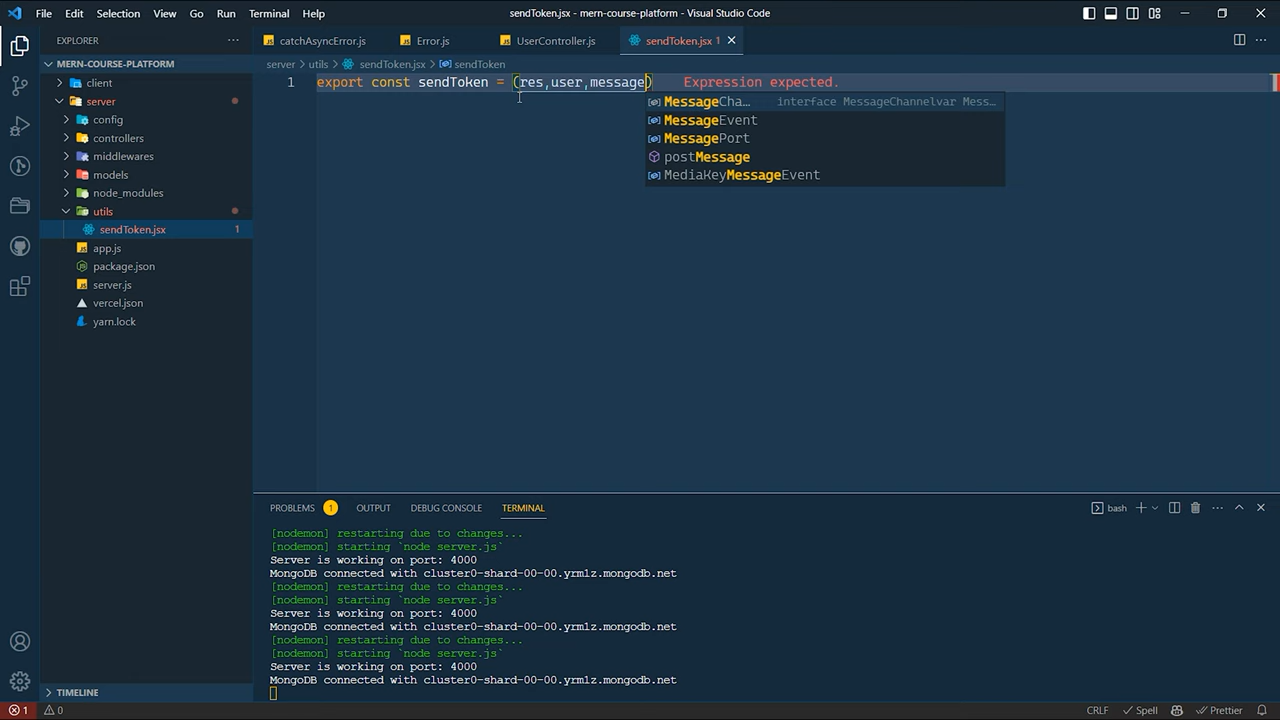 File Edit Selection View Go Run Terminal Help
sendToken.jsx - mern-course-platform - Visual Studio Code
EXPLORER
MERN-COURSE-PLATFORM
client
server
config
controllers
middlewares
models
node_modules
utils
sendToken.jsx 1
app.js
package.json
server.js
vercel.json
yarn.lock
TIMELINE
catchAsyncError.js Error.js UserController.js sendToken.jsx 1
server > utils > sendToken.jsx > sendToken
1 export const sendToken = (res,user,message) Expression expected.
MessageCha… interface MessageChannelvar Mess…
MessageEvent
MessagePort
postMessage
MediaKeyMessageEvent
PROBLEMS 1 OUTPUT DEBUG CONSOLE TERMINAL
bash
[nodemon] restarting due to changes...
[nodemon] starting `node server.js`
Server is working on port: 4000
MongoDB connected with cluster0-shard-00-00.yrm1z.mongodb.net
[nodemon] restarting due to changes...
[nodemon] starting `node server.js`
Server is working on port: 4000
MongoDB connected with cluster0-shard-00-00.yrm1z.mongodb.net
[nodemon] restarting due to changes...
[nodemon] starting `node server.js`
Server is working on port: 4000
MongoDB connected with cluster0-shard-00-00.yrm1z.mongodb.net
1 0 CRLF Spell Prettier